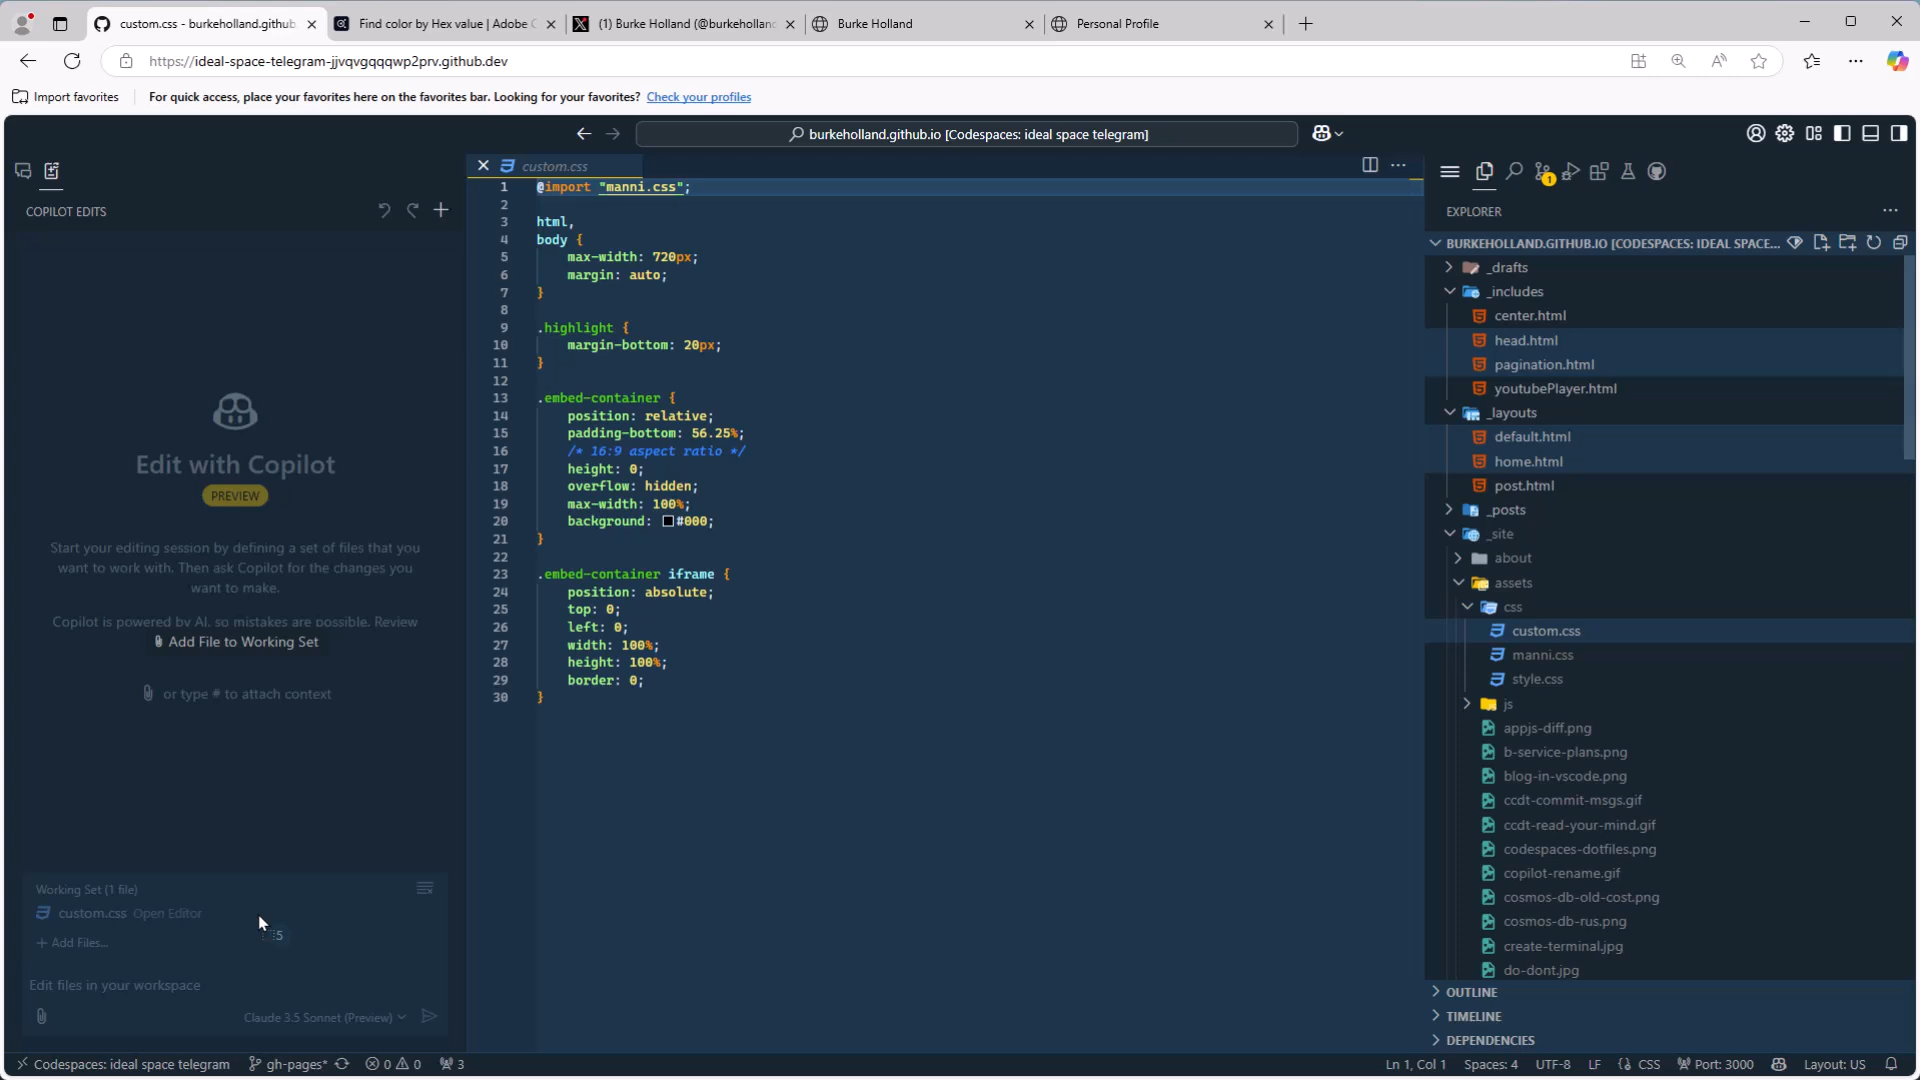 custom.css - burkeholland.github
Find color by Hex value | Adobe C
(1) Burke Holland (@burkehollan
Burke Holland
Personal Profile
https://ideal-space-telegram-jjvqvgqqqwp2prv.github.dev
Import favorites
For quick access, place your favorites here on the favorites bar. Looking for your favorites? Check your profiles
burkeholland.github.io [Codespaces: ideal space telegram]
COPILOT EDITS
Edit with Copilot
PREVIEW
Start your editing session by defining a set of files that you
want to work with. Then ask Copilot for the changes you
want to make.
Copilot is powered by AI, so mistakes are possible. Review
Add File to Working Set
or type # to attach context
Working Set (1 file)
custom.css Open Editor
5
+ Add Files...
Edit files in your workspace
Claude 3.5 Sonnet (Preview)
custom.css
1 @import "manni.css";
2
3 html,
4 body {
5 max-width: 720px;
6 margin: auto;
7 }
8
9 .highlight {
10 margin-bottom: 20px;
11 }
12
13 .embed-container {
14 position: relative;
15 padding-bottom: 56.25%;
16 /* 16:9 aspect ratio */
17 height: 0;
18 overflow: hidden;
19 max-width: 100%;
20 background: #000;
21 }
22
23 .embed-container iframe {
24 position: absolute;
25 top: 0;
26 left: 0;
27 width: 100%;
28 height: 100%;
29 border: 0;
30 }
1
EXPLORER
BURKEHOLLAND.GITHUB.IO [CODESPACES: IDEAL SPACE...
_drafts
_includes
center.html
head.html
pagination.html
youtubePlayer.html
_layouts
default.html
home.html
post.html
_posts
_site
about
assets
css
custom.css
manni.css
style.css
js
appjs-diff.png
b-service-plans.png
blog-in-vscode.png
ccdt-commit-msgs.gif
ccdt-read-your-mind.gif
codespaces-dotfiles.png
copilot-rename.gif
cosmos-db-old-cost.png
cosmos-db-rus.png
create-terminal.jpg
do-dont.jpg
OUTLINE
TIMELINE
DEPENDENCIES
Codespaces: ideal space telegram
gh-pages*
0
0
3
Ln 1, Col 1
Spaces: 4
UTF-8
LF
{} CSS
Port: 3000
Layout: US